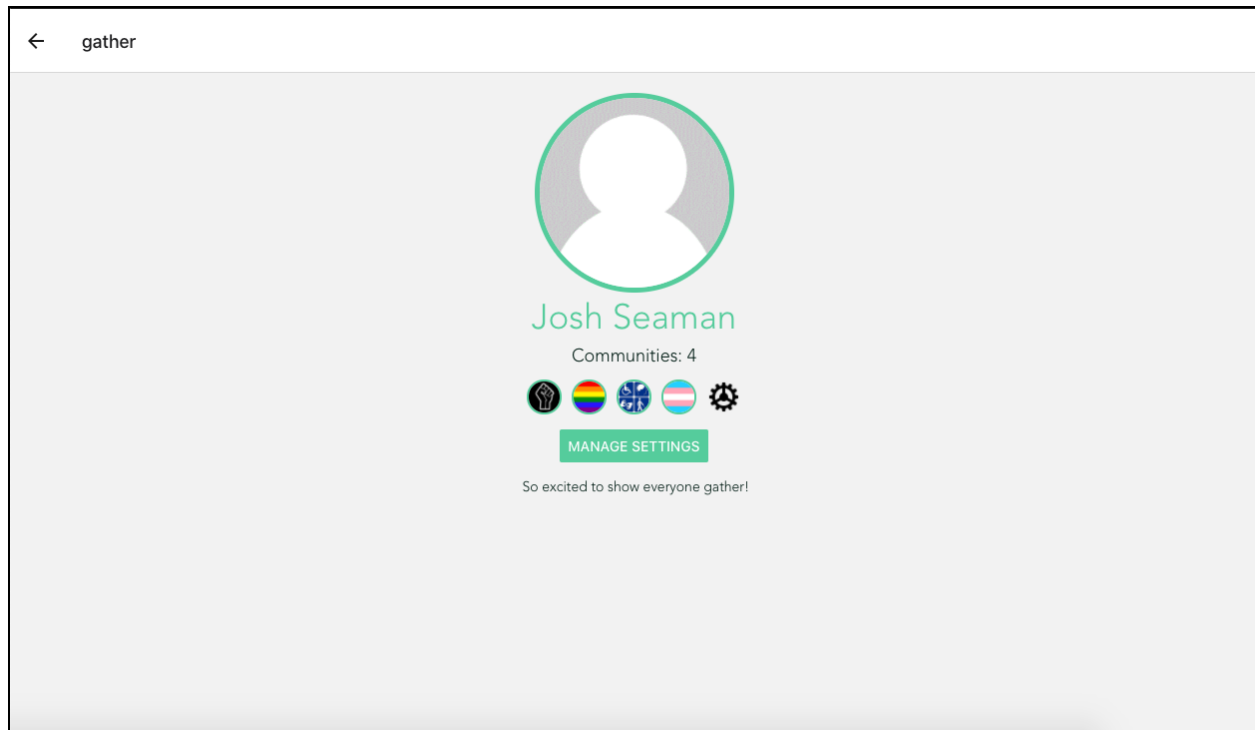 gather
Josh Seaman
Communities: 4
MANAGE SETTINGS
So excited to show everyone gather!